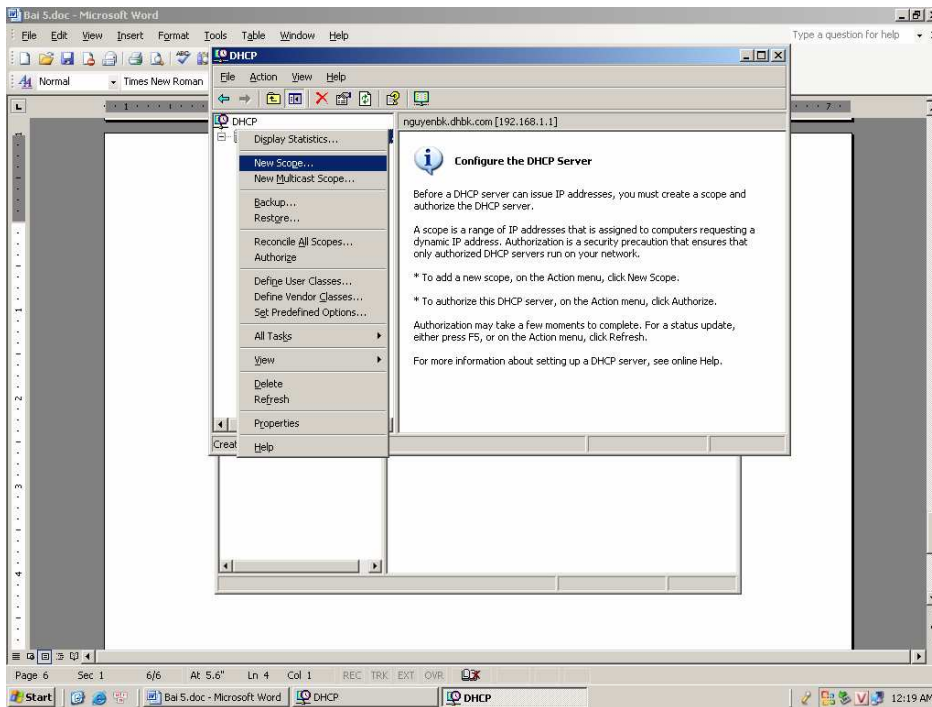 Bai 5.doc - Microsoft Word
File Edit View Insert Format Tools Table Window Help
Type a question for help
Normal
Times New Roman
DHCP
File Action View Help
DHCP
nguyenbk.dhbk.com [192.168.1.1]
Display Statistics...
New Scope...
New Multicast Scope...
Backup...
Restore...
Reconcile All Scopes...
Authorize
Define User Classes...
Define Vendor Classes...
Set Predefined Options...
All Tasks
View
Delete
Refresh
Properties
Help
Configure the DHCP Server
Before a DHCP server can issue IP addresses, you must create a scope and
authorize the DHCP server.
A scope is a range of IP addresses that is assigned to computers requesting a
dynamic IP address. Authorization is a security precaution that ensures that
only authorized DHCP servers run on your network.
* To add a new scope, on the Action menu, click New Scope.
* To authorize this DHCP server, on the Action menu, click Authorize.
Authorization may take a few moments to complete. For a status update,
either press F5, or on the Action menu, click Refresh.
For more information about setting up a DHCP server, see online Help.
Creat
Page 6 Sec 1 6/6 At 5.6" Ln 4 Col 1 REC TRK EXT OVR
Start
Bai 5.doc - Microsoft Word
DHCP
DHCP
12:19 AM